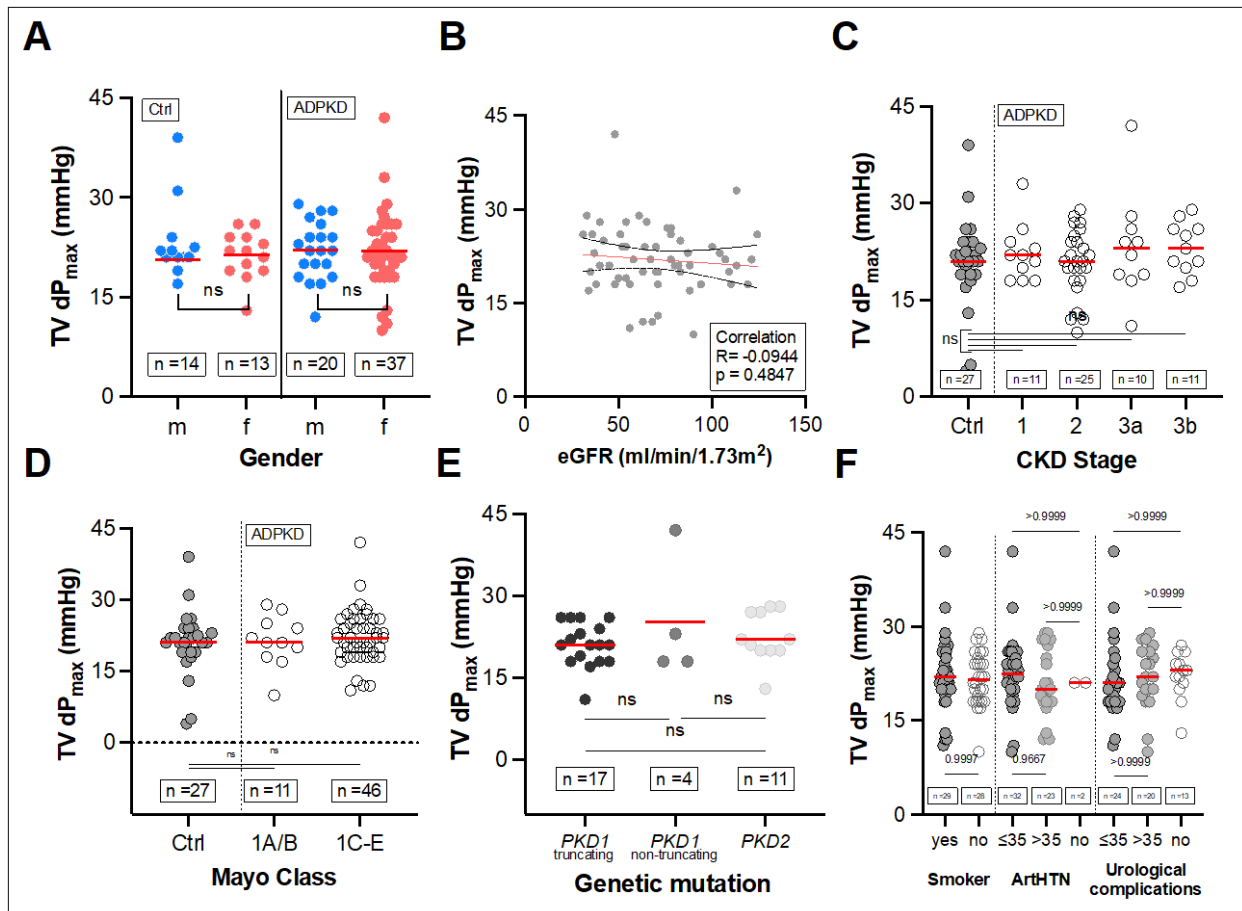 A
B
C
TV dPmax (mmHg)
45
30
15
0
Ctrl
ADPKD
ns
ns
n =14
n =13
n =20
n =37
m
f
m
f
Gender
TV dPmax (mmHg)
45
30
15
0
Correlation
R= -0.0944
p = 0.4847
0
50
100
150
eGFR (ml/min/1.73m²)
TV dPmax (mmHg)
45
30
15
0
ADPKD
ns
ns
n =27
n =11
n =25
n =10
n =11
Ctrl
1
2
3a
3b
CKD Stage
D
E
F
TV dPmax (mmHg)
45
30
15
0
ADPKD
ns
ns
n =27
n =11
n =46
Ctrl
1A/B
1C-E
Mayo Class
TV dPmax (mmHg)
45
30
15
0
ns
ns
ns
n =17
n =4
n =11
PKD1
truncating
PKD1
non-truncating
PKD2
Genetic mutation
TV dPmax (mmHg)
45
30
15
0
>0.9999
>0.9999
>0.9999
>0.9999
0.9997
0.9667
>0.9999
n =29
n =28
n =32
n =23
n =2
n =24
n =20
n =13
yes
no
≤35
>35
no
≤35
>35
no
Smoker
ArtHTN
Urological
complications